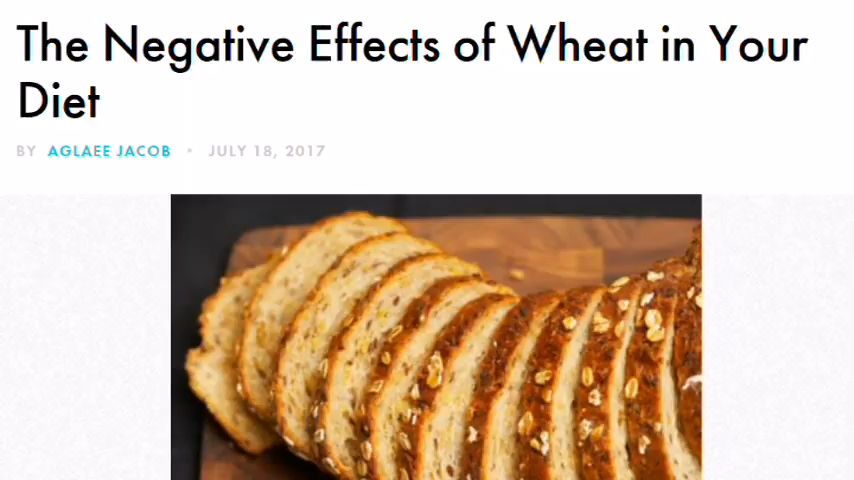 The Negative Effects of Wheat in Your
Diet
BY AGLAEE JACOB • JULY 18, 2017